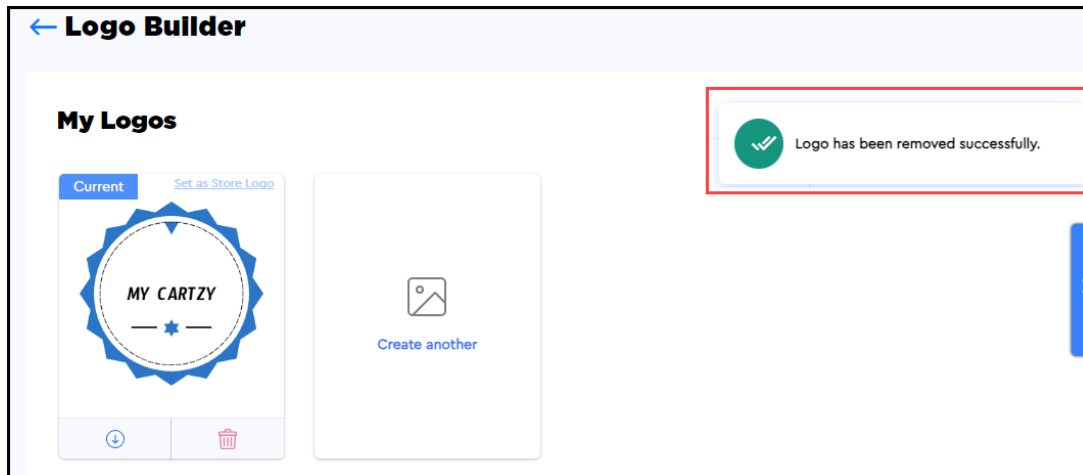 Logo Builder
My Logos
Logo has been removed successfully.
Current
Set as Store Logo
MY CARTZY
Create another